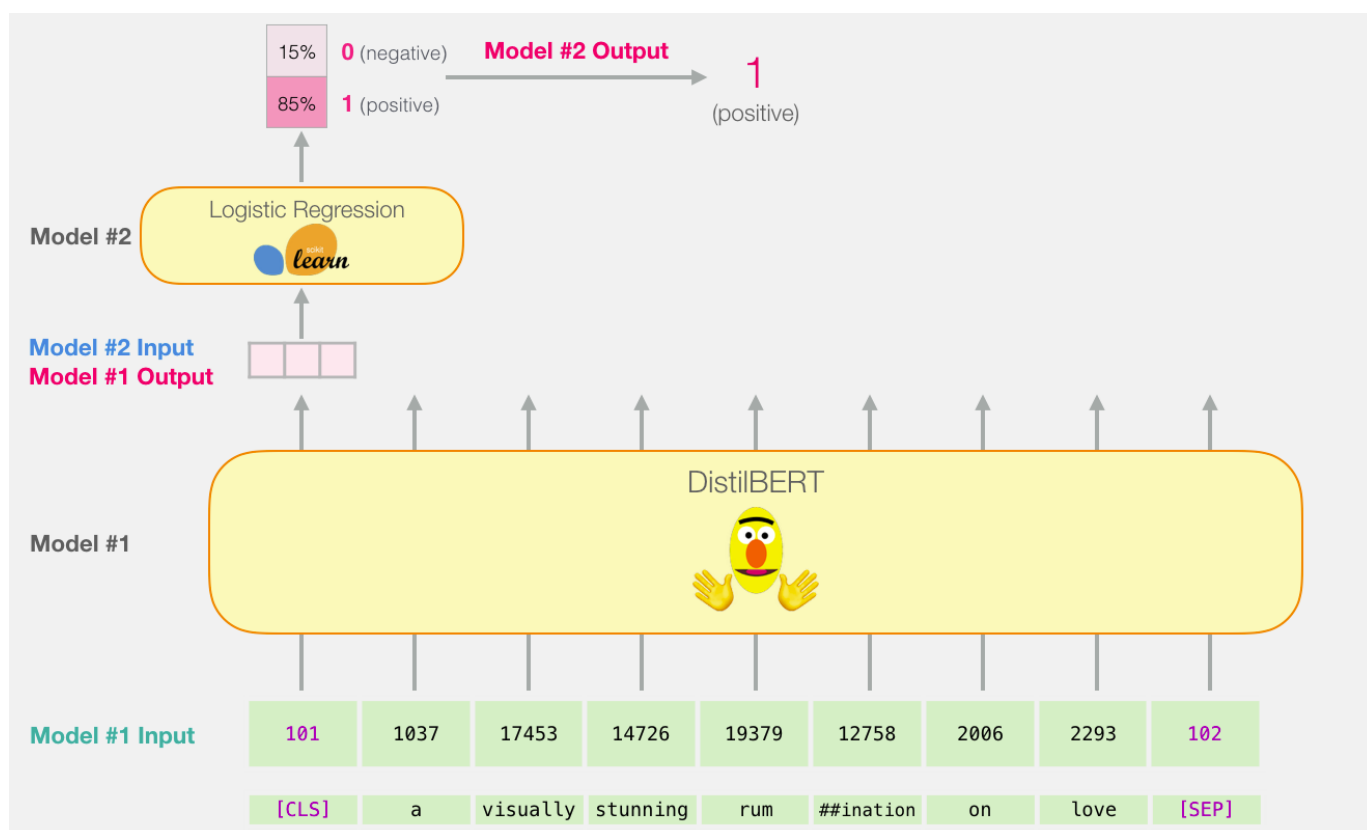 15% 0 (negative) Model #2 Output 1
85% 1 (positive) (positive)
Logistic Regression
Model #2
scikit
learn
Model #2 Input
Model #1 Output
DistilBERT
Model #1
Model #1 Input 101 1037 17453 14726 19379 12758 2006 2293 102
[CLS] a visually stunning rum ##ination on love [SEP]